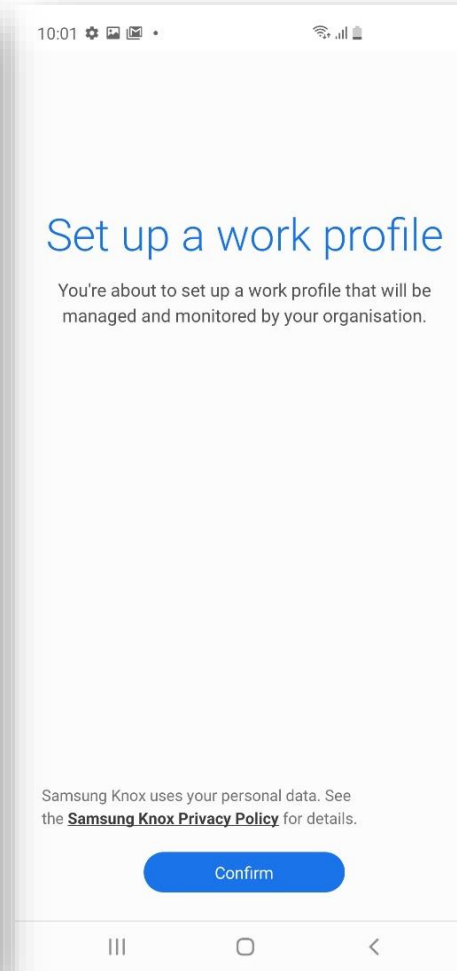 10:01
Set up a work profile
You're about to set up a work profile that will be
managed and monitored by your organisation.
Samsung Knox uses your personal data. See
the Samsung Knox Privacy Policy for details.
Confirm